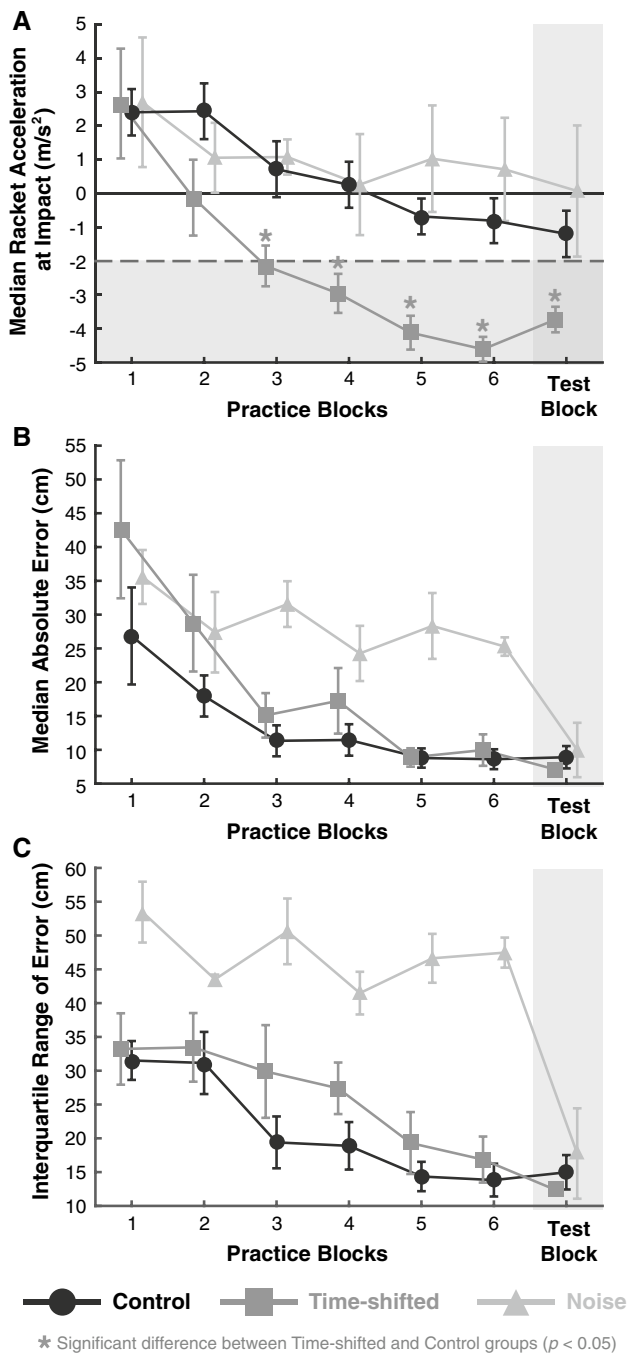 A
Median Racket Acceleration
at Impact (m/s²)
5
4
3
2
1
0
-1
-2
-3
-4
-5
*
*
*
*
*
1 2 3 4 5 6 Test
Block
Practice Blocks
B
Median Absolute Error (cm)
55
50
45
40
35
30
25
20
15
10
5
1 2 3 4 5 6 Test
Block
Practice Blocks
C
Interquartile Range of Error (cm)
60
55
50
45
40
35
30
25
20
15
10
1 2 3 4 5 6 Test
Block
Practice Blocks
Control Time-shifted Noise
* Significant difference between Time-shifted and Control groups (p < 0.05)